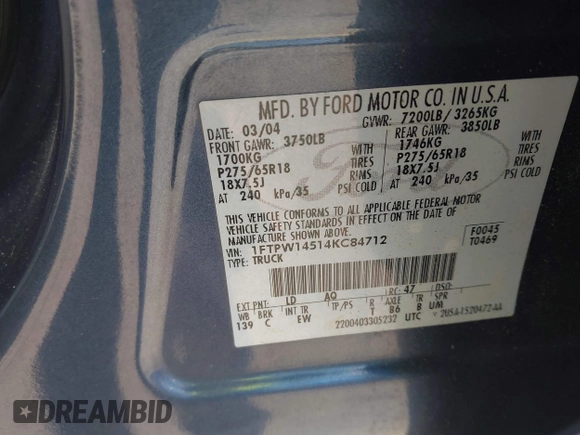 MFD. BY FORD MOTOR CO. IN U.S.A.
DATE: 03/04 GVWR: 7200LB/ 3265KG
FRONT GAWR: 3750LB REAR GAWR: 3850LB
1700KG WITH 1746KG WITH
P275/65R18 TIRES P275/65R18 TIRES
18X7.5J RIMS 18X7.5J RIMS
AT 240 kPa/35 PSI COLD AT 240 kPa/35 PSI COLD
THIS VEHICLE CONFORMS TO ALL APPLICABLE FEDERAL MOTOR
VEHICLE SAFETY STANDARDS IN EFFECT ON THE DATE OF
MANUFACTURE SHOWN ABOVE.
VIN: 1FTPW14514KC84712 F0045
TYPE: TRUCK T0469
EXT PNT: LD AQ RC: 47 DSO:
WB BRK INT TR TP/PS R AXLE TR SPR
139 C EW T B6 B UM
2200403305232 UTC
Ford
DREAMBID